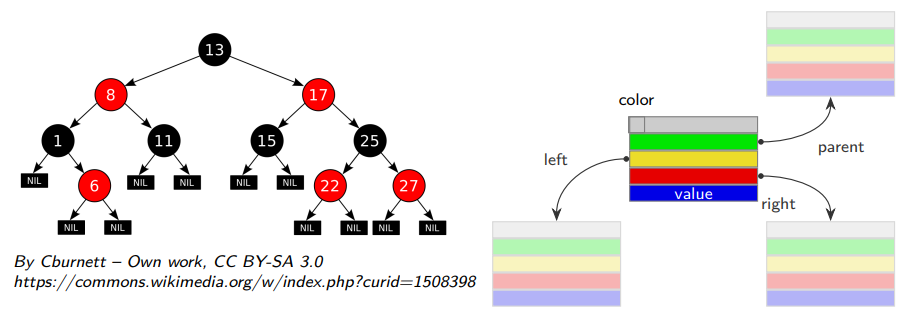 13
8
17
1
11
15
25
NIL
6
NIL
NIL
NIL
NIL
22
27
NIL
NIL
NIL
NIL
NIL
NIL
By Cburnett – Own work, CC BY-SA 3.0
https://commons.wikimedia.org/w/index.php?curid=1508398
color
left
parent
value
right